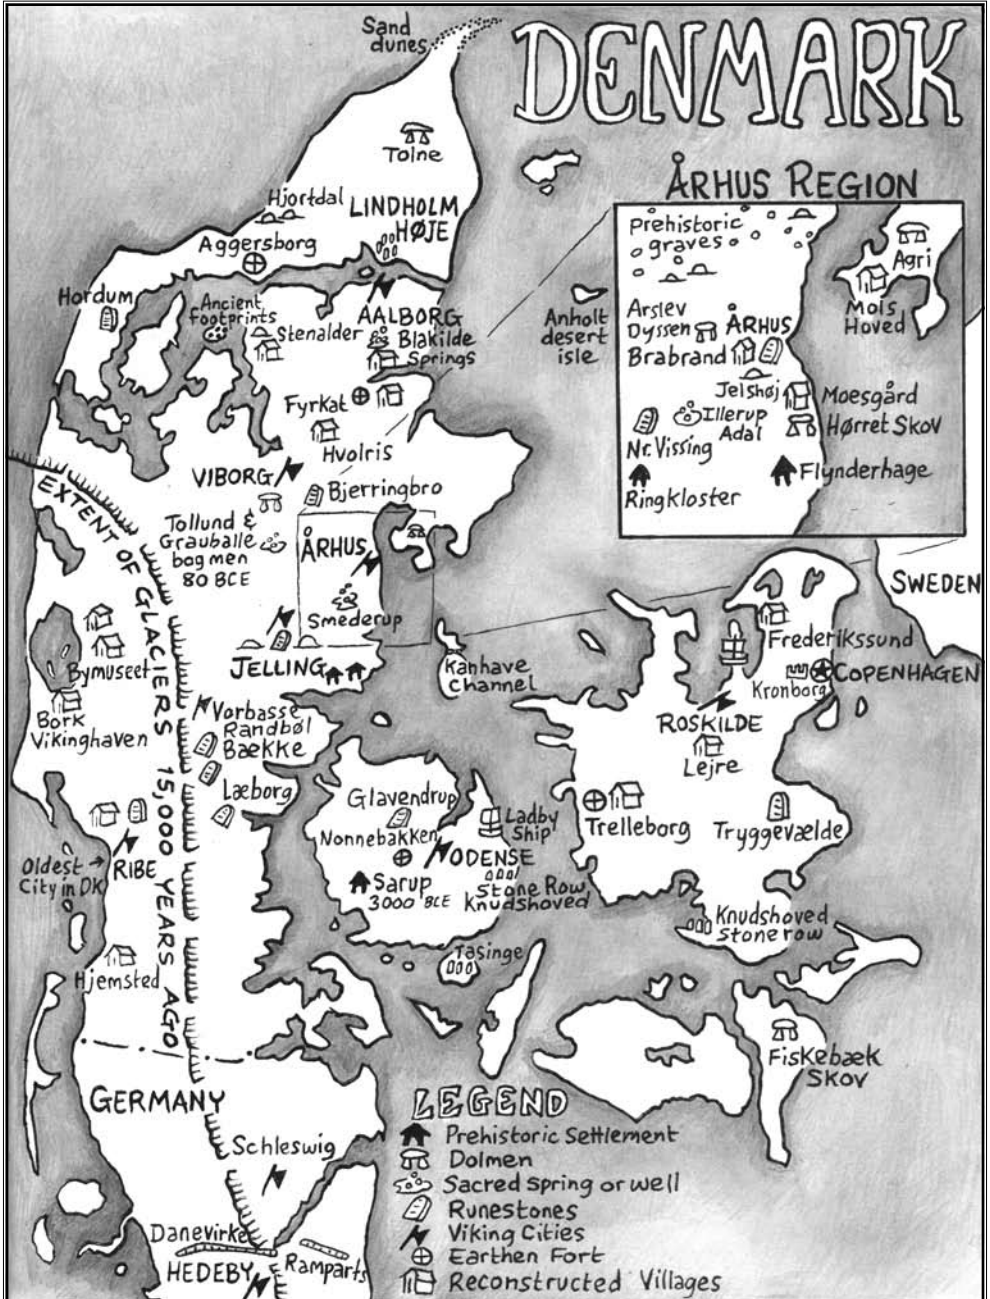 DENMARK
Sand
dunes
Tolne
Hjortdal
LINDHOLM
HØJE
Aggersborg
Hordum
Ancient
footprints
Stenalder
AALBORG
Blakilde
Springs
Fyrkat
Hvolris
VIBORG
Bjerringbro
Tollund &
Grauballe
bog men
80 BCE
ÅRHUS
Smederup
EXTENT OF GLACIERS 15,000 YEARS AGO
Bymuseet
Bork
Vikinghaven
JELLING
Vorbasse
Randbøl
Bække
Læborg
Oldest
City in DK
RIBE
Hjemsted
Anholt
desert
isle
ÅRHUS REGION
Prehistoric
graves
Agri
Mols
Hoved
Arslev
Dyssen
ÅRHUS
Brabrand
Jelshøj
Moesgård
Illerup
Adal
Hørret Skov
Nr. Vissing
Flynderhage
Ringkloster
SWEDEN
Kanhave
Channel
Frederikssund
Kronborg
COPENHAGEN
ROSKILDE
Lejre
Trelleborg
Tryggevælde
Glavendrup
Ladby
Ship
Nonnebakken
ODENSE
Sarup
3000 BCE
Stone Row
Knudshoved
Knudshoved
Stone row
Tasinge
Fiskebæk
Skov
GERMANY
Schleswig
Danevirke
HEDEBY
Ramparts
LEGEND
Prehistoric Settlement
Dolmen
Sacred spring or well
Runestones
Viking Cities
Earthen Fort
Reconstructed Villages